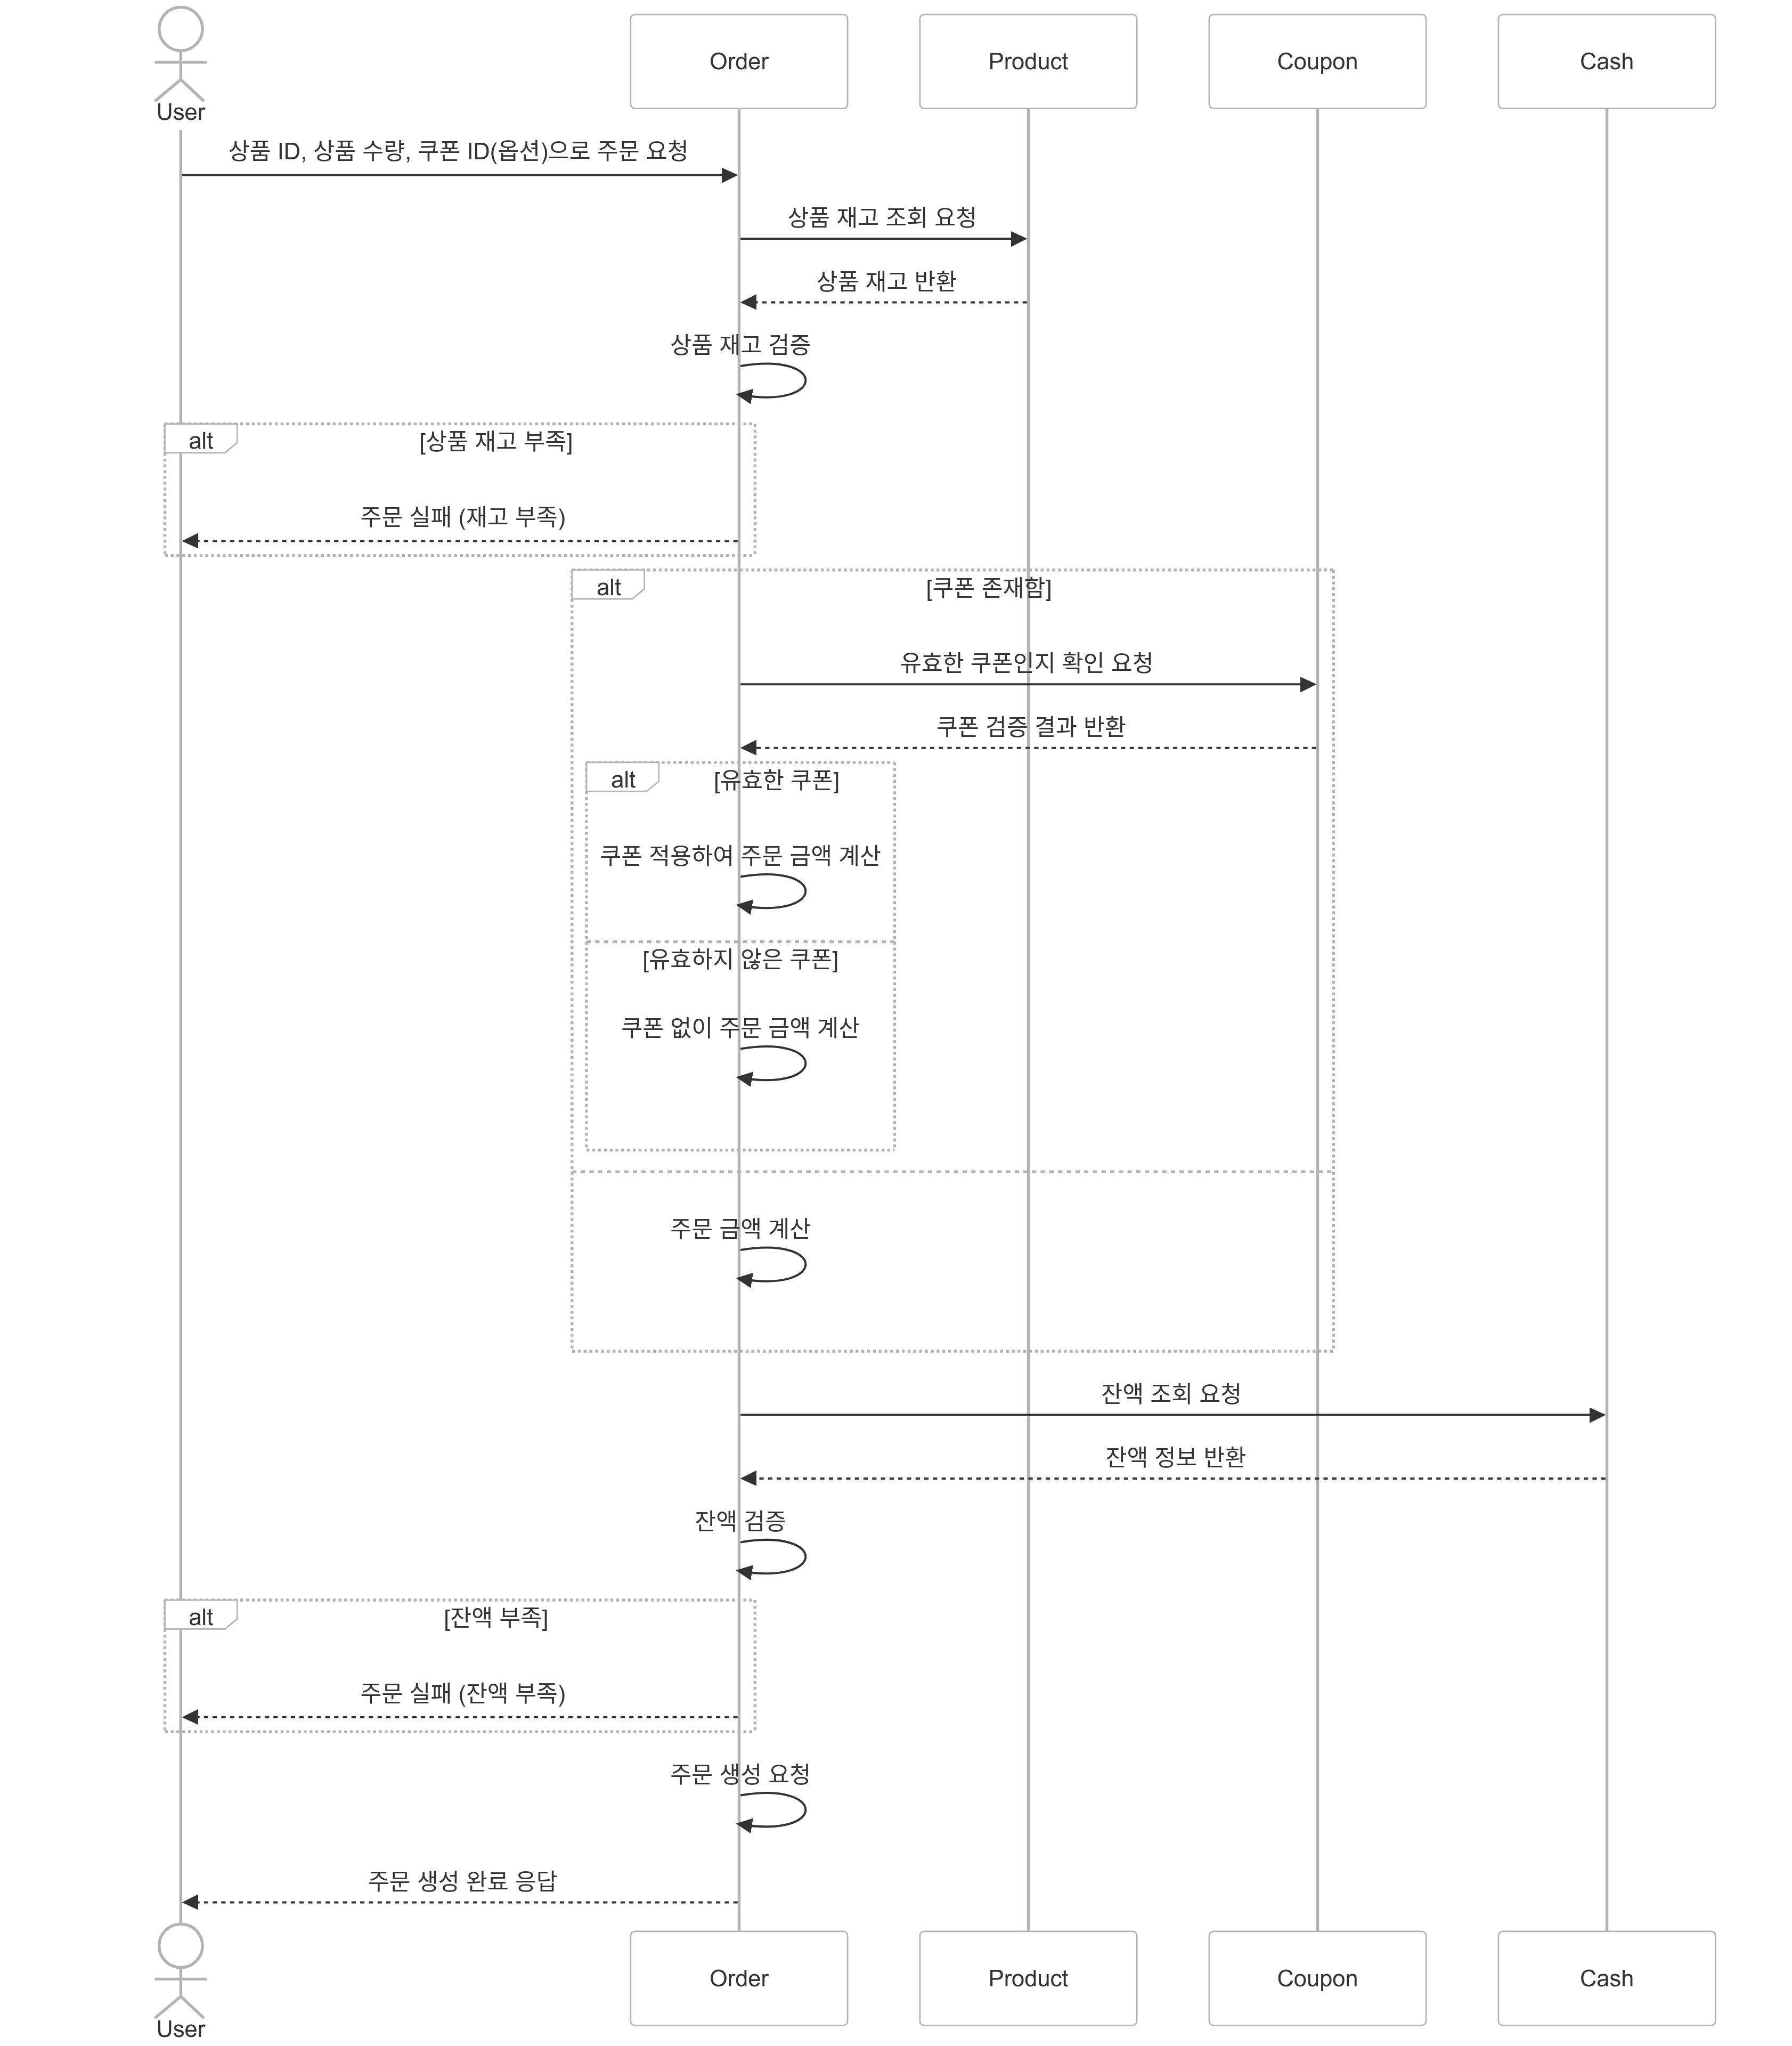 User
Order
Product
Coupon
Cash
상품 ID, 상품 수량, 쿠폰 ID(옵션)으로 주문 요청
상품 재고 조회 요청
상품 재고 반환
상품 재고 검증
alt
[상품 재고 부족]
주문 실패 (재고 부족)
alt
[쿠폰 존재함]
유효한 쿠폰인지 확인 요청
쿠폰 검증 결과 반환
alt
[유효한 쿠폰]
쿠폰 적용하여 주문 금액 계산
[유효하지 않은 쿠폰]
쿠폰 없이 주문 금액 계산
주문 금액 계산
잔액 조회 요청
잔액 정보 반환
잔액 검증
alt
[잔액 부족]
주문 실패 (잔액 부족)
주문 생성 요청
주문 생성 완료 응답
User
Order
Product
Coupon
Cash